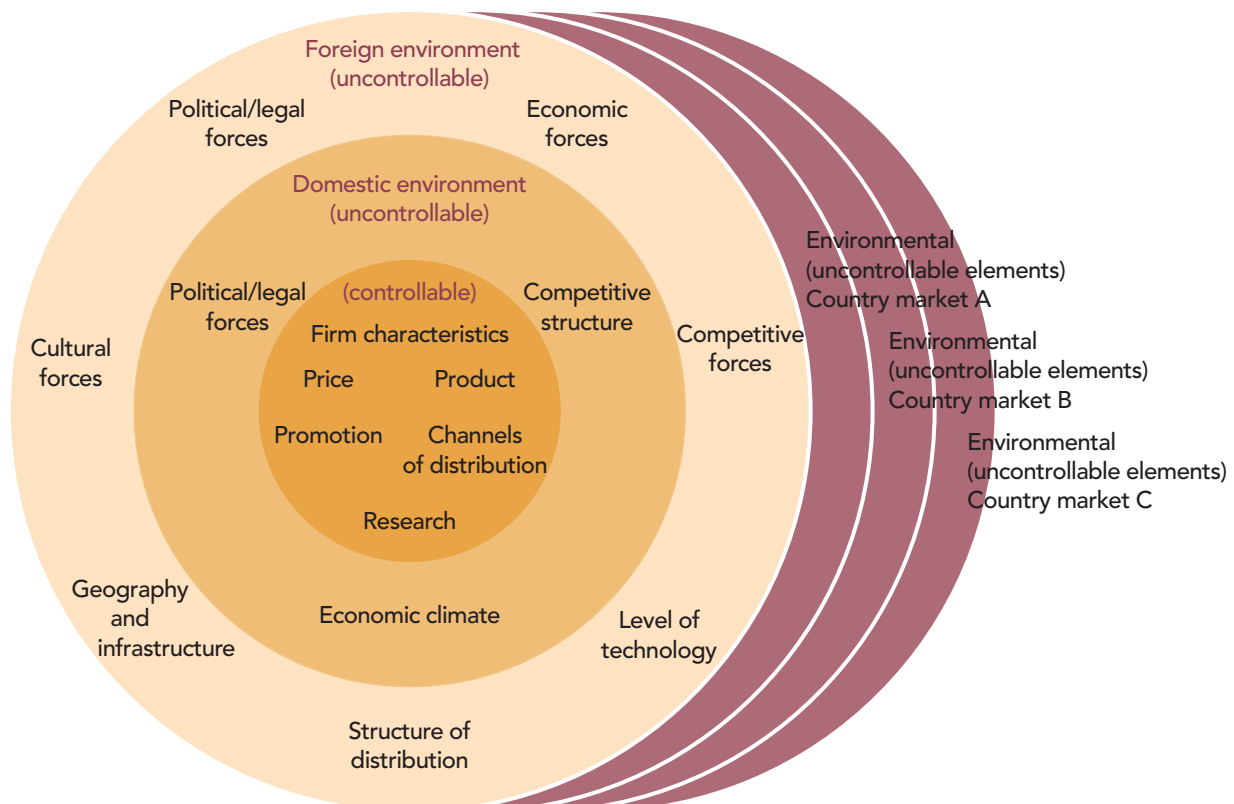 Foreign environment
(uncontrollable)
Political/legal
forces
Economic
forces
Domestic environment
(uncontrollable)
Political/legal
forces
(controllable)
Competitive
structure
Firm characteristics
Price
Product
Promotion
Channels
of distribution
Research
Economic climate
Cultural
forces
Competitive
forces
Geography
and
infrastructure
Level of
technology
Structure of
distribution
Environmental
(uncontrollable elements)
Country market A
Environmental
(uncontrollable elements)
Country market B
Environmental
(uncontrollable elements)
Country market C